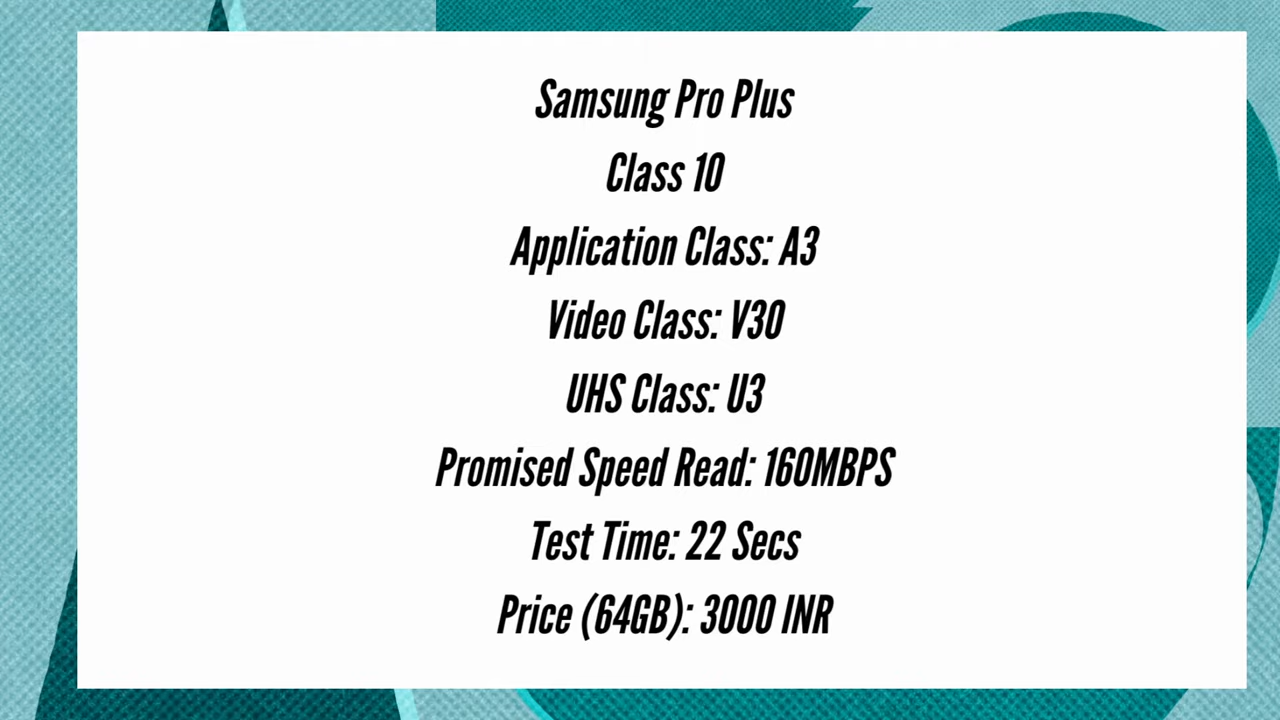 Samsung Pro Plus
Class 10
Application Class: A3
Video Class: V30
UHS Class: U3
Promised Speed Read: 160MBPS
Test Time: 22 Secs
Price (64GB): 3000 INR